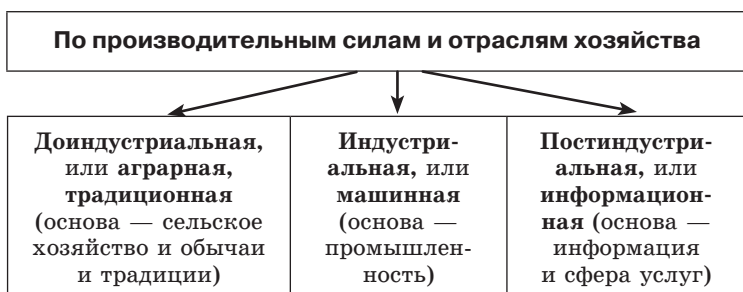 По производительным силам и отраслям хозяйства
Доиндустриальная,
или аграрная,
традиционная
(основа — сельское
хозяйство и обычаи
и традиции)
Индустри-
альная, или
машинная
(основа —
промышлен-
ность)
Постиндустри-
альная, или
информацион-
ная (основа —
информация
и сфера услуг)